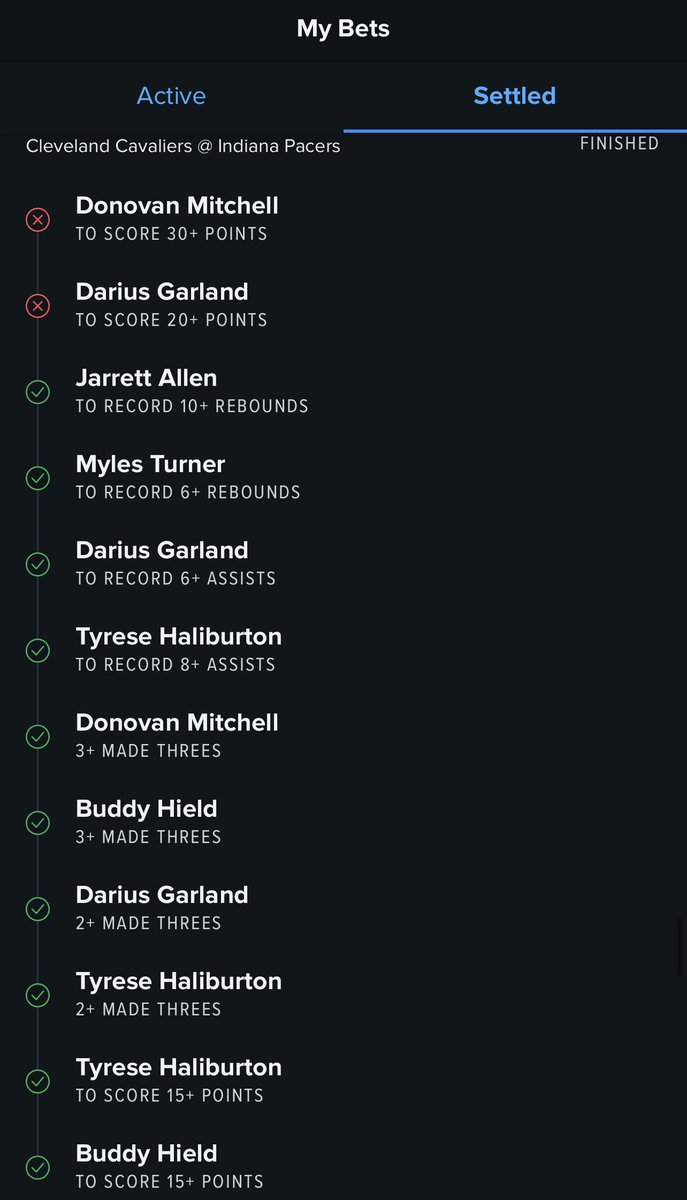 My Bets
Active
Settled
Cleveland Cavaliers @ Indiana Pacers
FINISHED
Donovan Mitchell
TO SCORE 30+ POINTS
Darius Garland
TO SCORE 20+ POINTS
Jarrett Allen
TO RECORD 10+ REBOUNDS
Myles Turner
TO RECORD 6+ REBOUNDS
Darius Garland
TO RECORD 6+ ASSISTS
Tyrese Haliburton
TO RECORD 8+ ASSISTS
Donovan Mitchell
3+ MADE THREES
Buddy Hield
3+ MADE THREES
Darius Garland
2+ MADE THREES
Tyrese Haliburton
2+ MADE THREES
Tyrese Haliburton
TO SCORE 15+ POINTS
Buddy Hield
TO SCORE 15+ POINTS